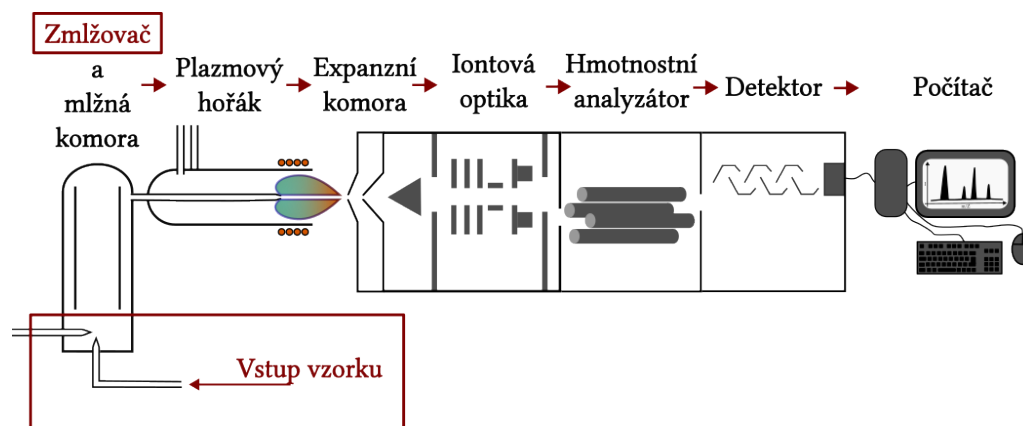 Zmlžovač
a
mlžná
komora
Plazmový
hořák
Expanzní
komora
Iontová
optika
Hmotnostní
analyzátor
Detektor
Počítač
Vstup vzorku